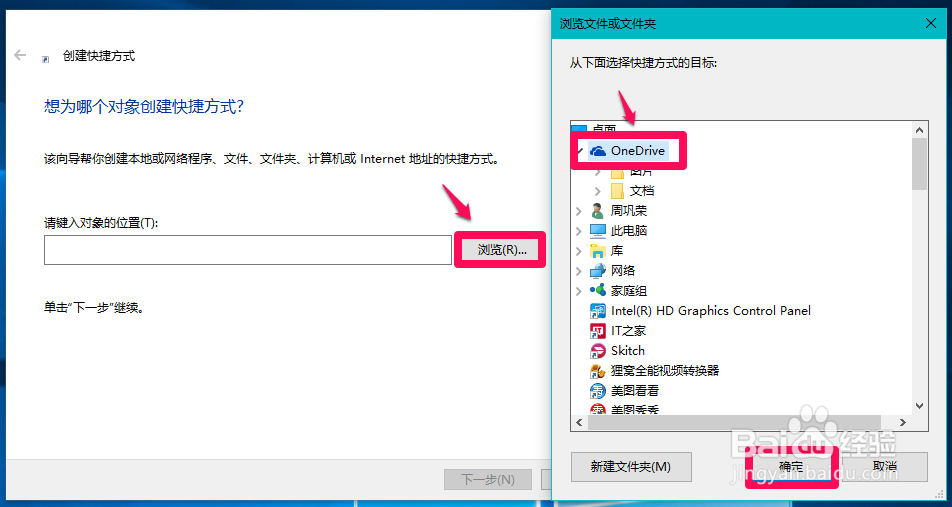 创建快捷方式
想为哪个对象创建快捷方式?
该向导帮你创建本地或网络程序、文件、文件夹、计算机或 Internet 地址的快捷方式。
请键入对象的位置(T):
浏览(R)...
单击"下一步"继续。
下一步(N)
浏览文件或文件夹
从下面选择快捷方式的目标:
桌面
OneDrive
图片
文档
周巩荣
此电脑
库
网络
家庭组
Intel(R) HD Graphics Control Panel
IT之家
Skitch
狸窝全能视频转换器
美图看看
美图秀秀
新建文件夹(M)
确定
取消
Baidu 经验
jingyan.baidu.com